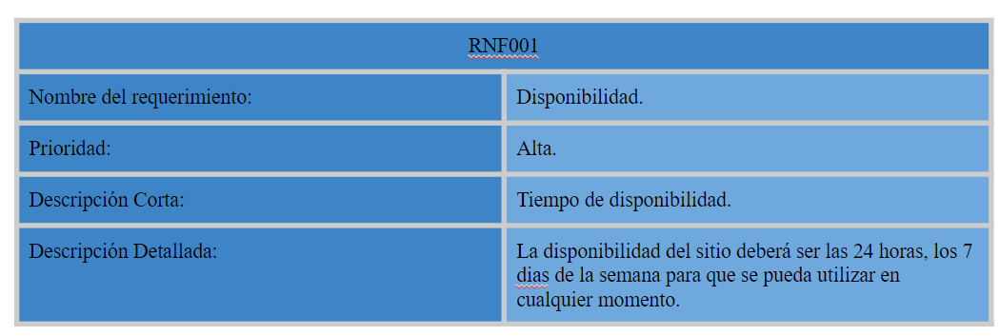 RNF001
Nombre del requerimiento:
Disponibilidad.
Prioridad:
Alta.
Descripción Corta:
Tiempo de disponibilidad.
Descripción Detallada:
La disponibilidad del sitio deberá ser las 24 horas, los 7
dias de la semana para que se pueda utilizar en
cualquier momento.